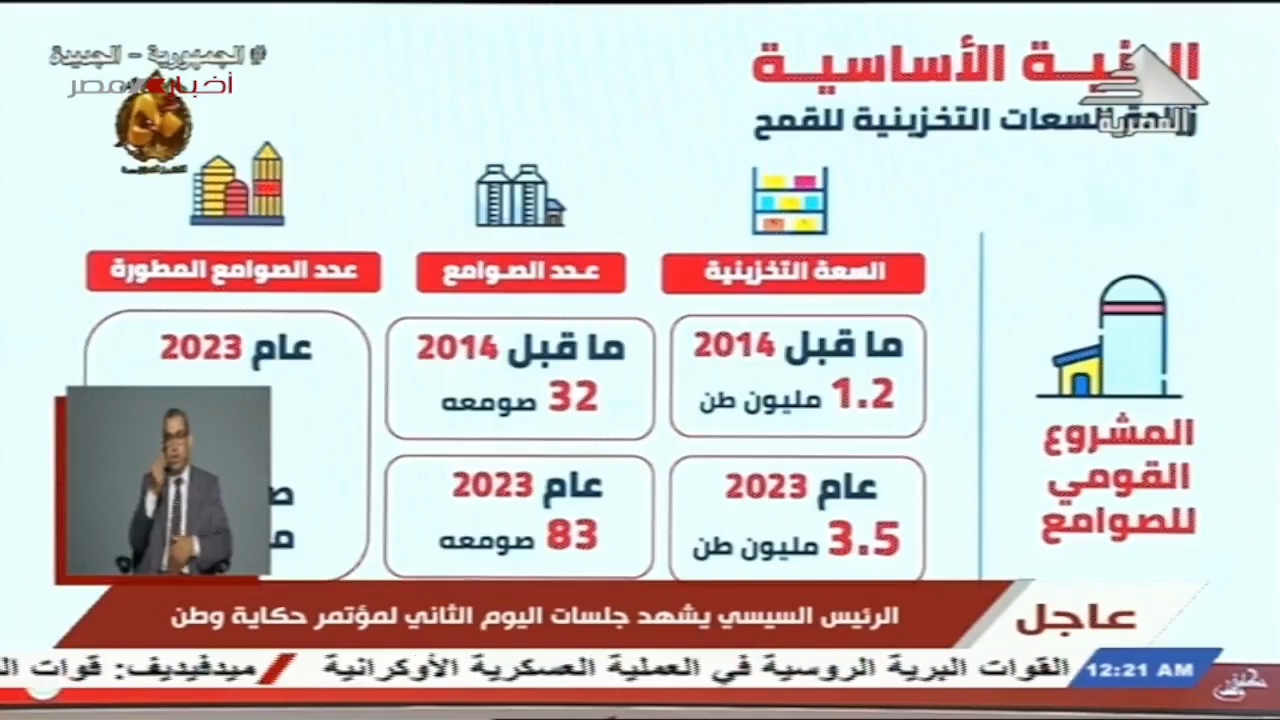 # الجمهورية - الجديدة
أخبار مصر
الأساسية
المصرية
السعات التخزينية للقمح
السعة التخزينية
عدد الصوامع
عدد الصوامع المطورة
ما قبل 2014
1.2 مليون طن
ما قبل 2014
32 صومعه
عام 2023
عام 2023
3.5 مليون طن
عام 2023
83 صومعه
المشروع
القومي
للصوامع
عاجل
الرئيس السيسي يشهد جلسات اليوم الثاني لمؤتمر حكاية وطن
12:21 AM
القوات البرية الروسية في العملية العسكرية الأوكرانية
ميدفيديف: قوات